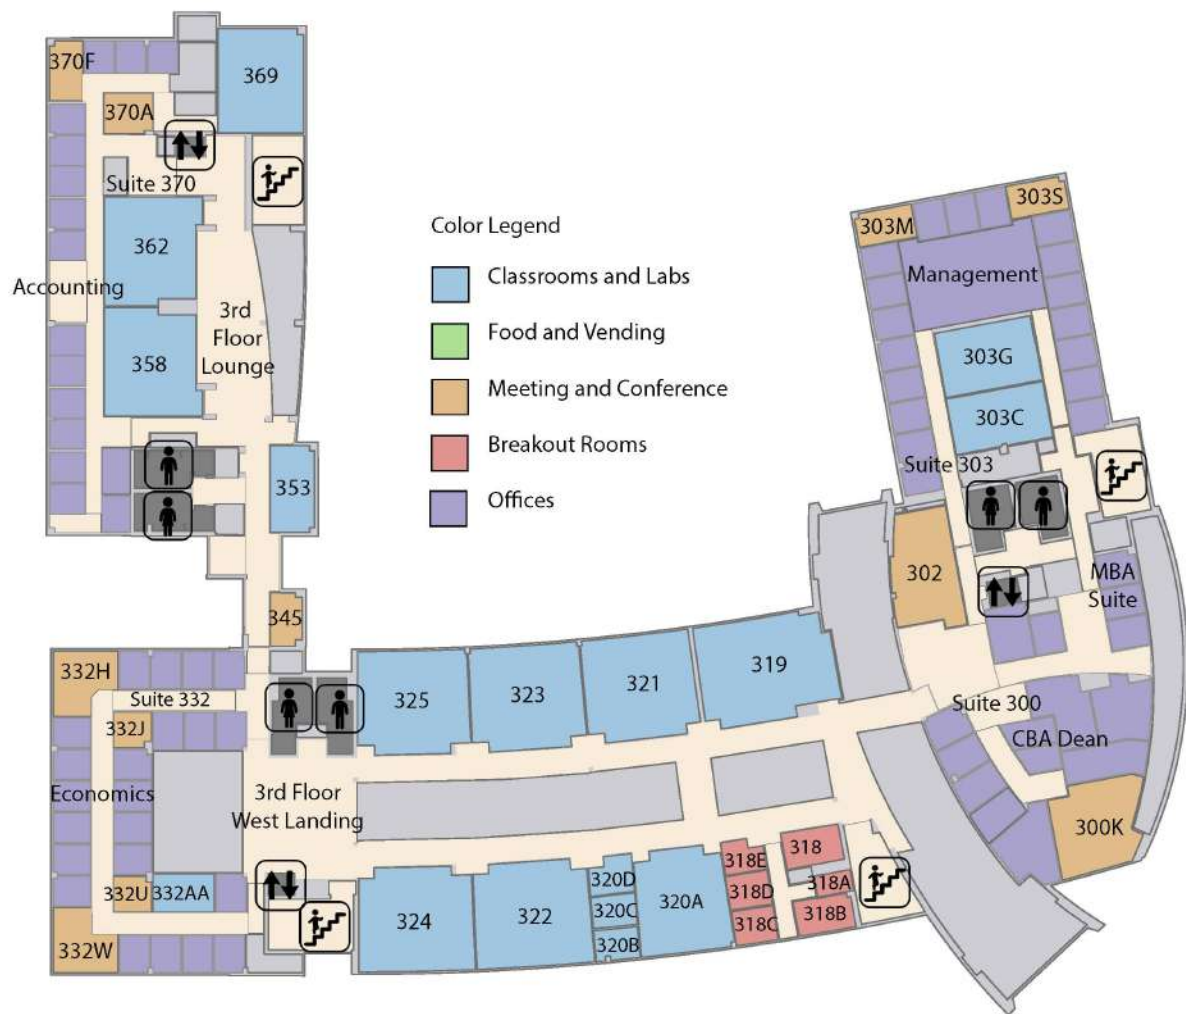 370F
369
370A
Suite 370
362
Accounting
3rd
Floor
Lounge
358
353
345
Color Legend
Classrooms and Labs
Food and Vending
Meeting and Conference
Breakout Rooms
Offices
303S
303M
Management
303G
303C
Suite 303
302
MBA
Suite
332H
Suite 332
332J
Economics
3rd Floor
West Landing
332U
332AA
332W
325
323
321
319
Suite 300
CBA Dean
300K
324
322
320D
320C
320B
320A
318E
318D
318C
318
318A
318B